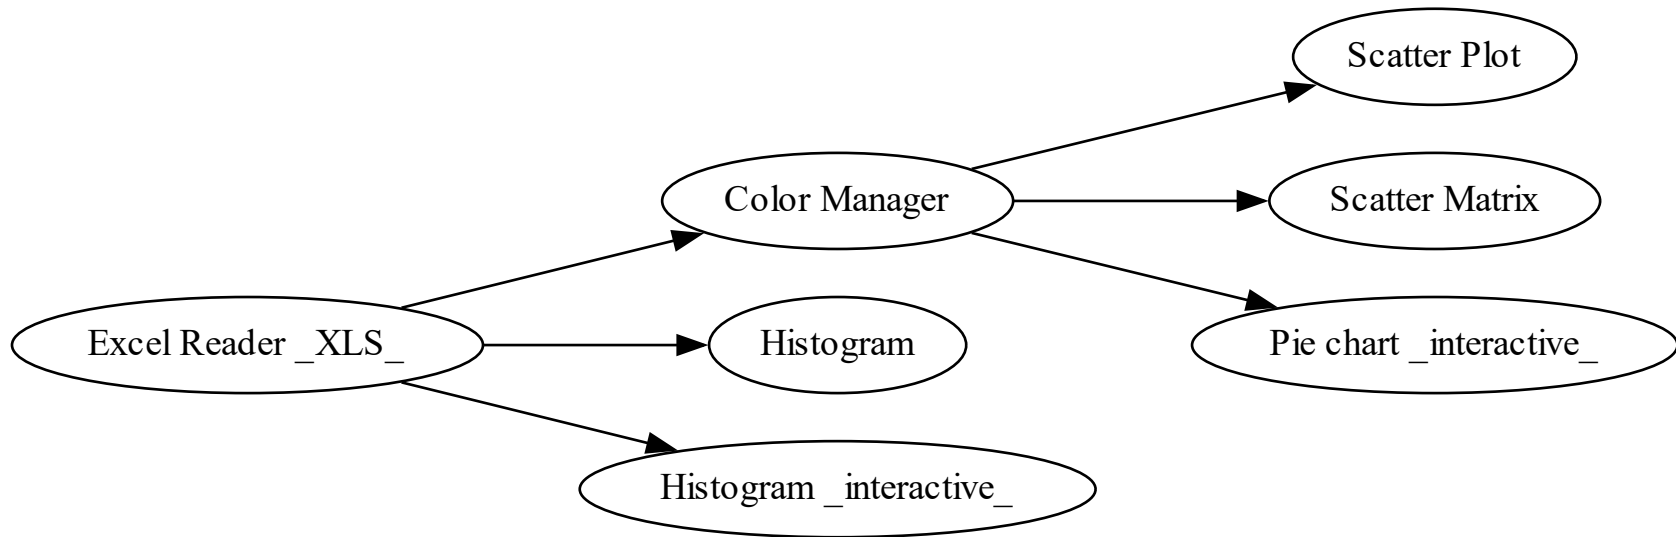 Scatter Plot
Color Manager
Scatter Matrix
Excel Reader _XLS_
Histogram
Pie chart _interactive_
Histogram _interactive_